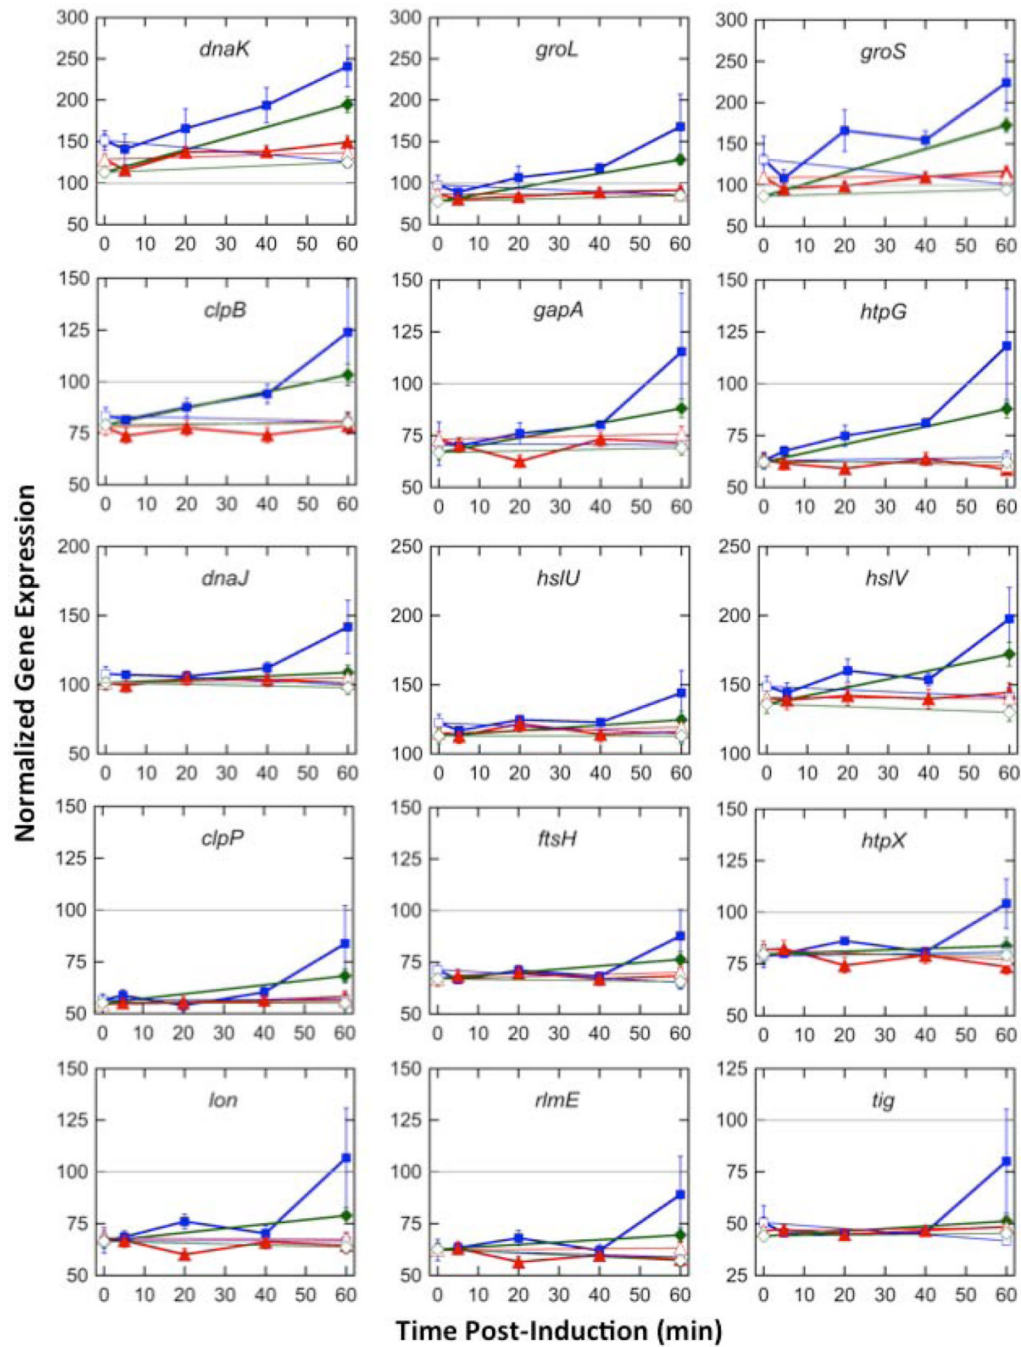 dnaK groL groS
300 300 300
250 250 250
200 200 200
150 150 150
100 100 100
50 50 50
0 10 20 30 40 50 60 0 10 20 30 40 50 60 0 10 20 30 40 50 60
clpB gapA htpG
150 150 150
125 125 125
100 100 100
75 75 75
50 50 50
0 10 20 30 40 50 60 0 10 20 30 40 50 60 0 10 20 30 40 50 60
Normalized Gene Expression
dnaJ hslU hslV
200 250 250
150 200 200
100 150 150
50 100 100
0 10 20 30 40 50 60 0 10 20 30 40 50 60 0 10 20 30 40 50 60
clpP ftsH htpX
150 150 150
125 125 125
100 100 100
75 75 75
50 50 50
0 10 20 30 40 50 60 0 10 20 30 40 50 60 0 10 20 30 40 50 60
lon rlmE tig
150 150 125
125 125 100
100 100 75
75 75 50
50 50 25
0 10 20 30 40 50 60 0 10 20 30 40 50 60 0 10 20 30 40 50 60
Time Post-Induction (min)